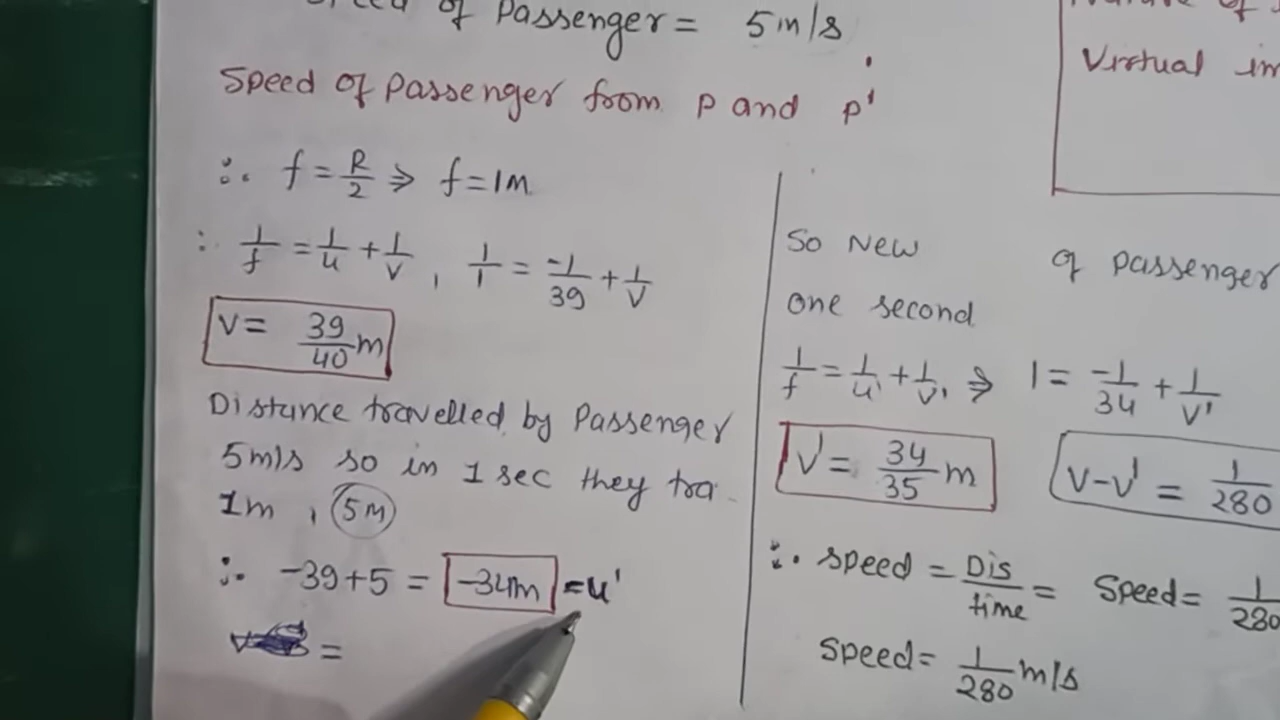 of Passenger = 5m/s
Speed of Passenger from P and P'
∴ f = R/2 ⇒ f = 1m
∴ 1/f = 1/u + 1/v , 1/1 = -1/39 + 1/v
v = 39/40 m
Distance travelled by Passenger
5m/s so in 1 sec they tra
1m , 5m
∴ -39+5 = -34m = u'
=
Virtual im
So New of passenger
one second
1/f = 1/u' + 1/v' ⇒ 1 = -1/34 + 1/v'
v' = 34/35 m
v-v' = 1/280
∴ speed = Dis/time = Speed = 1/280
Speed = 1/280 m/s